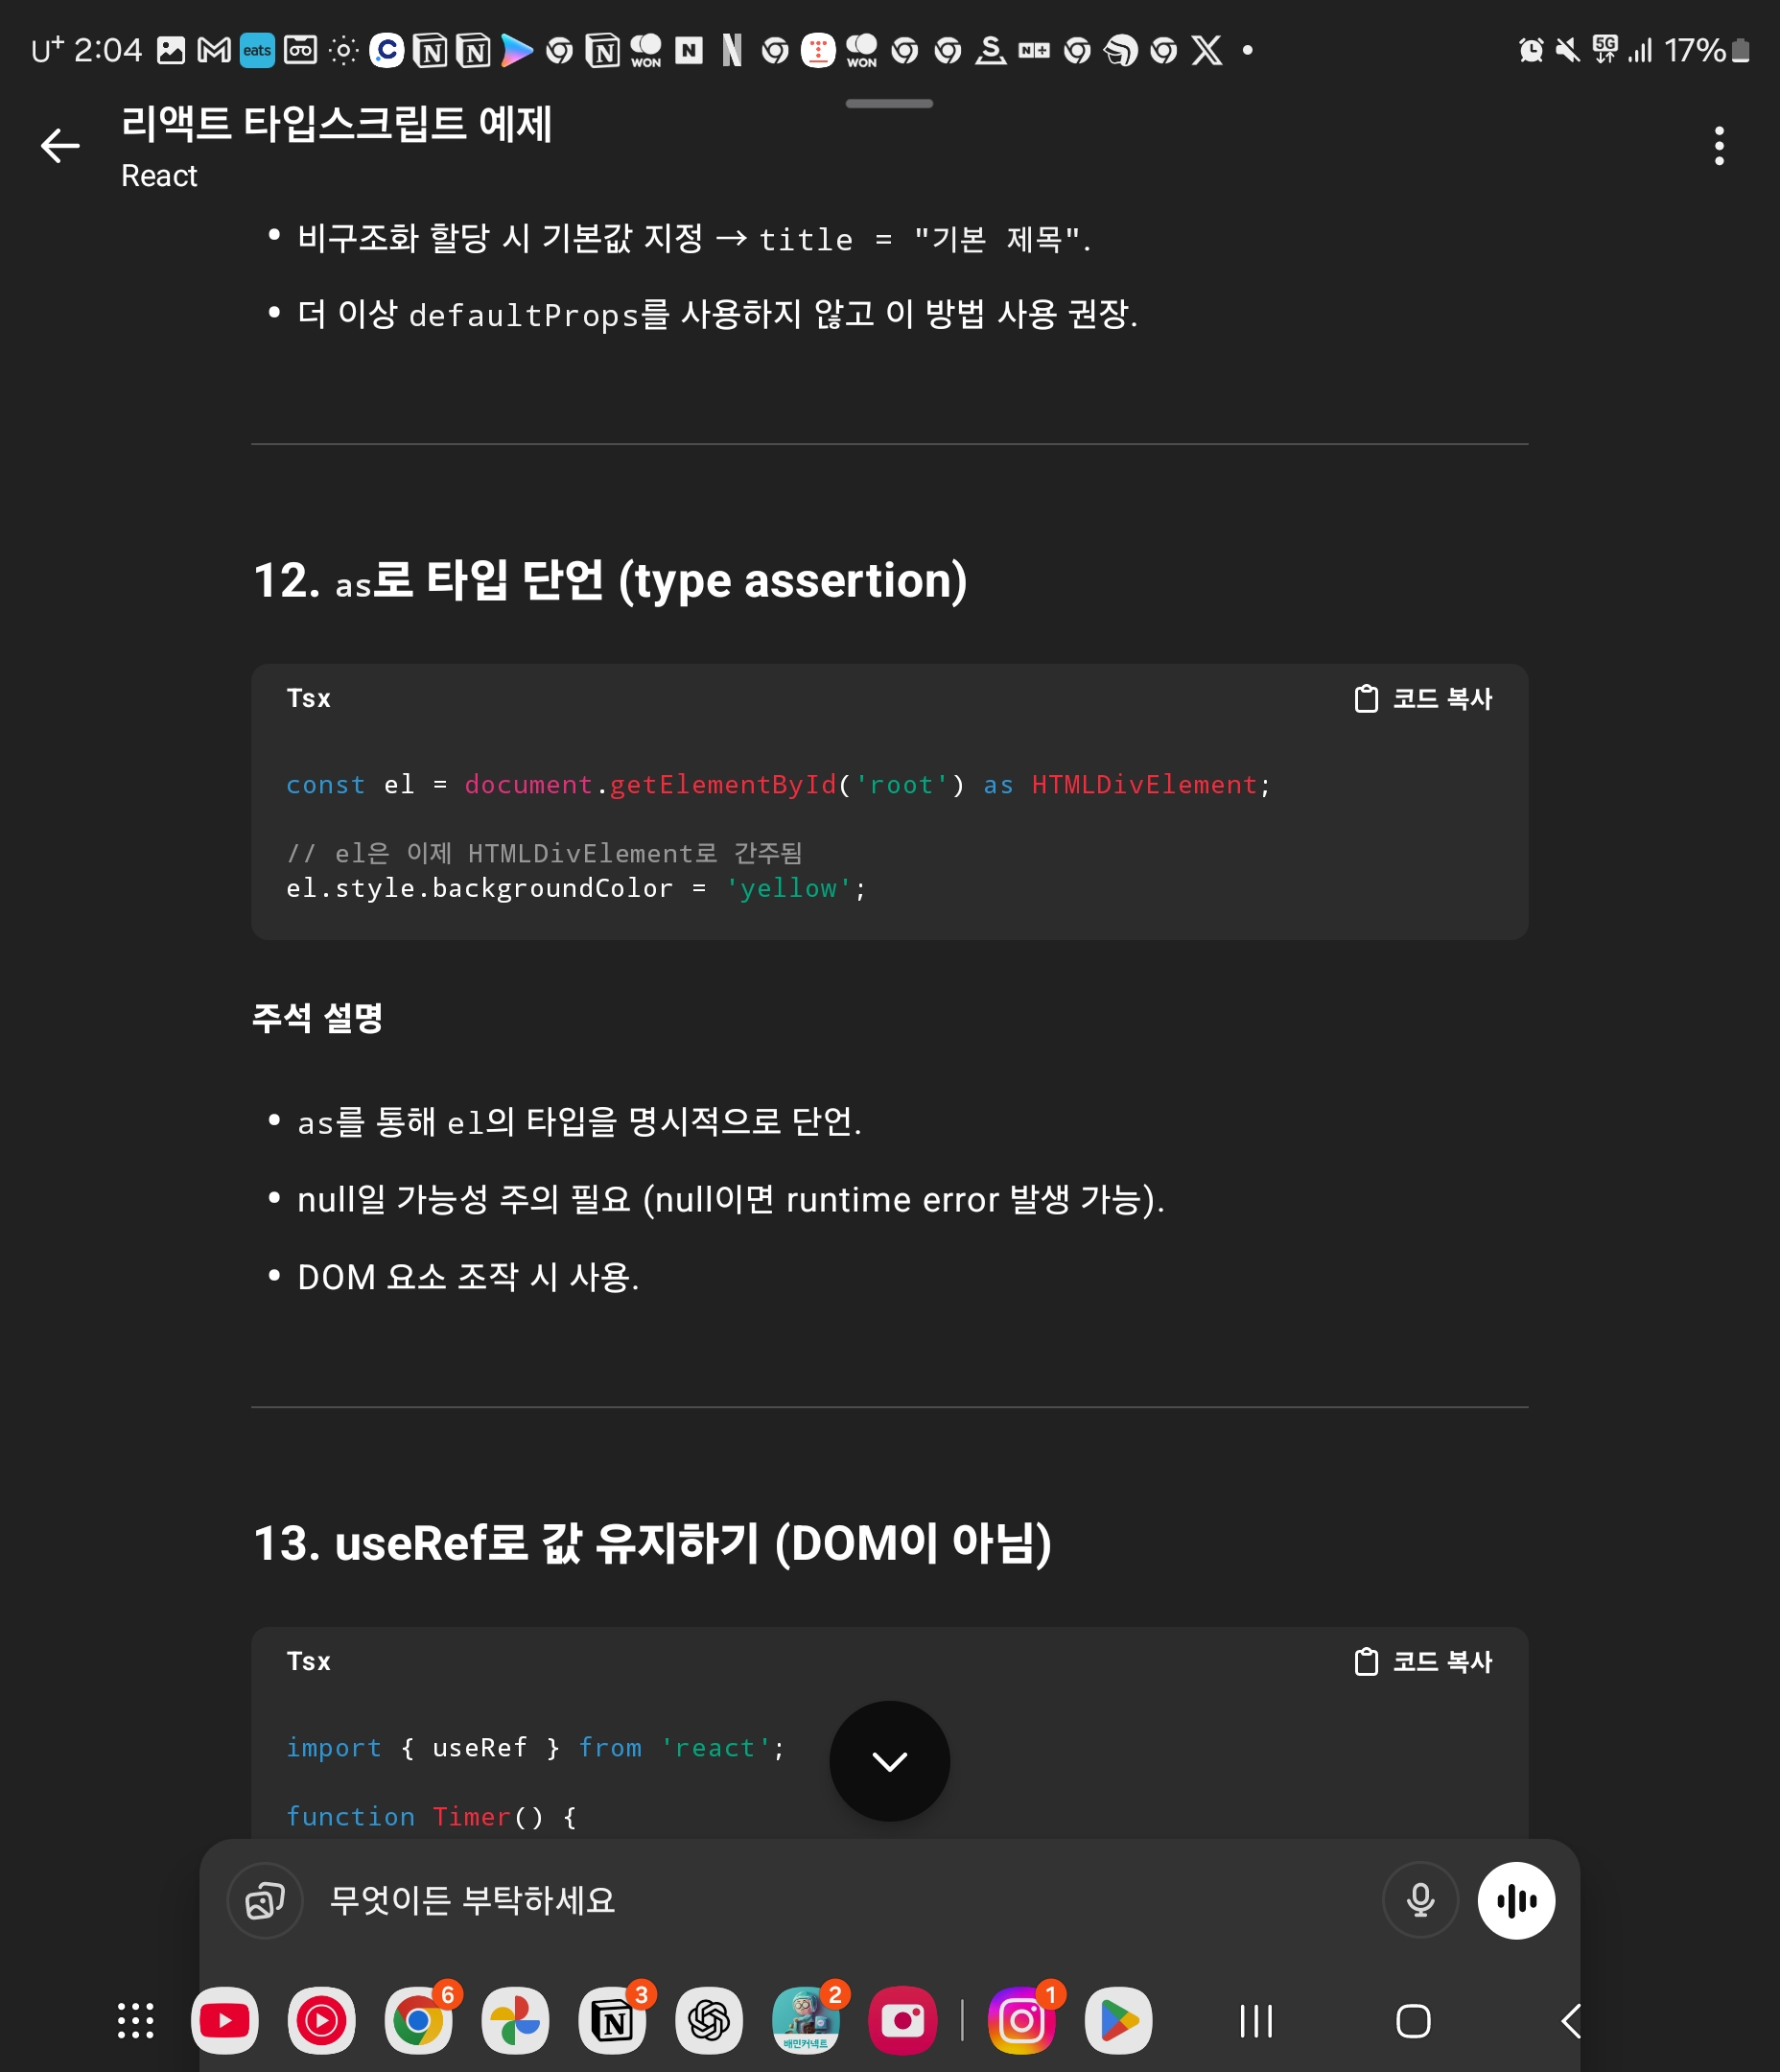 U+ 2:04 eats WON WON 5G 17%
리액트 타입스크립트 예제
React
• 비구조화 할당 시 기본값 지정 → title = "기본 제목".
• 더 이상 defaultProps를 사용하지 않고 이 방법 사용 권장.
12. as로 타입 단언 (type assertion)
Tsx 코드 복사
const el = document.getElementById('root') as HTMLDivElement;
// el은 이제 HTMLDivElement로 간주됨
el.style.backgroundColor = 'yellow';
주석 설명
• as를 통해 el의 타입을 명시적으로 단언.
• null일 가능성 주의 필요 (null이면 runtime error 발생 가능).
• DOM 요소 조작 시 사용.
13. useRef로 값 유지하기 (DOM이 아님)
Tsx 코드 복사
import { useRef } from 'react';
function Timer() {
무엇이든 부탁하세요
6 3 2 1
배민커넥트